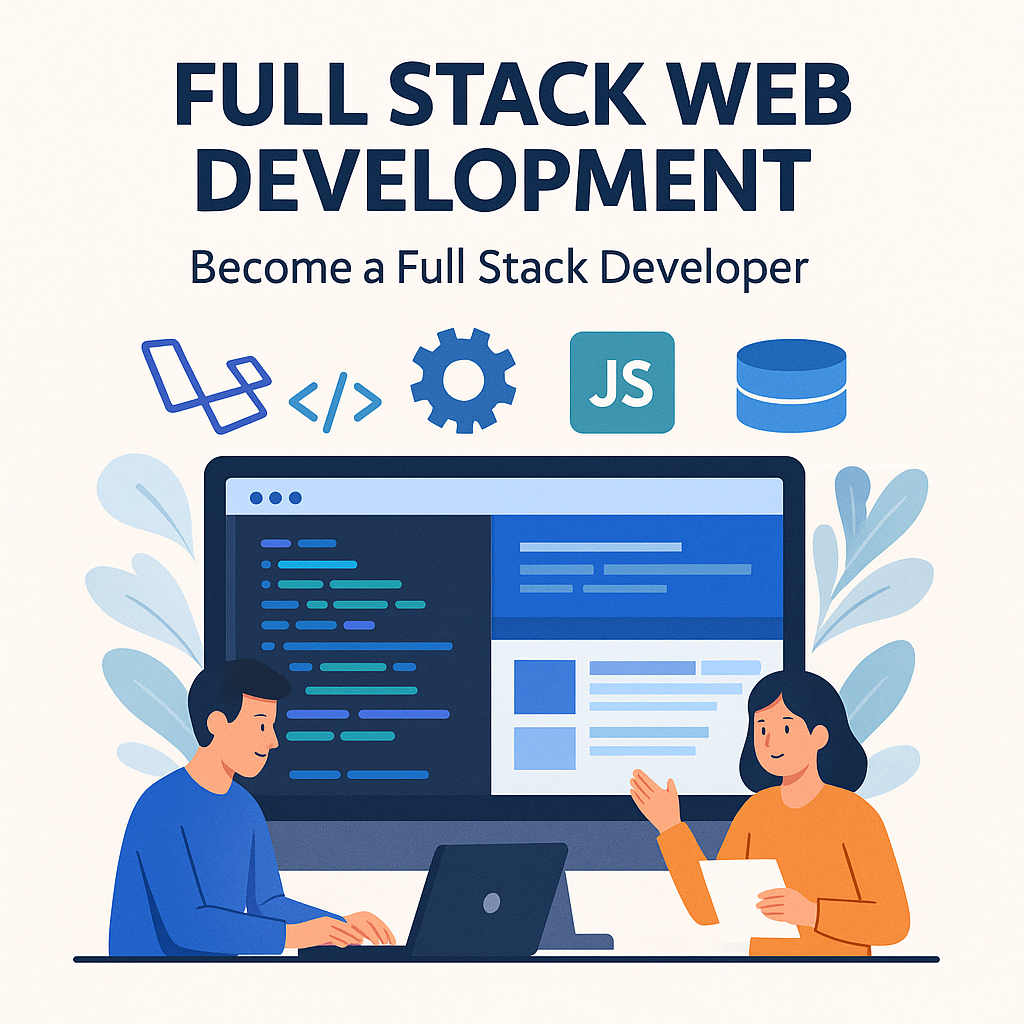 FULL STACK WEB
DEVELOPMENT
Become a Full Stack Developer
</>
JS